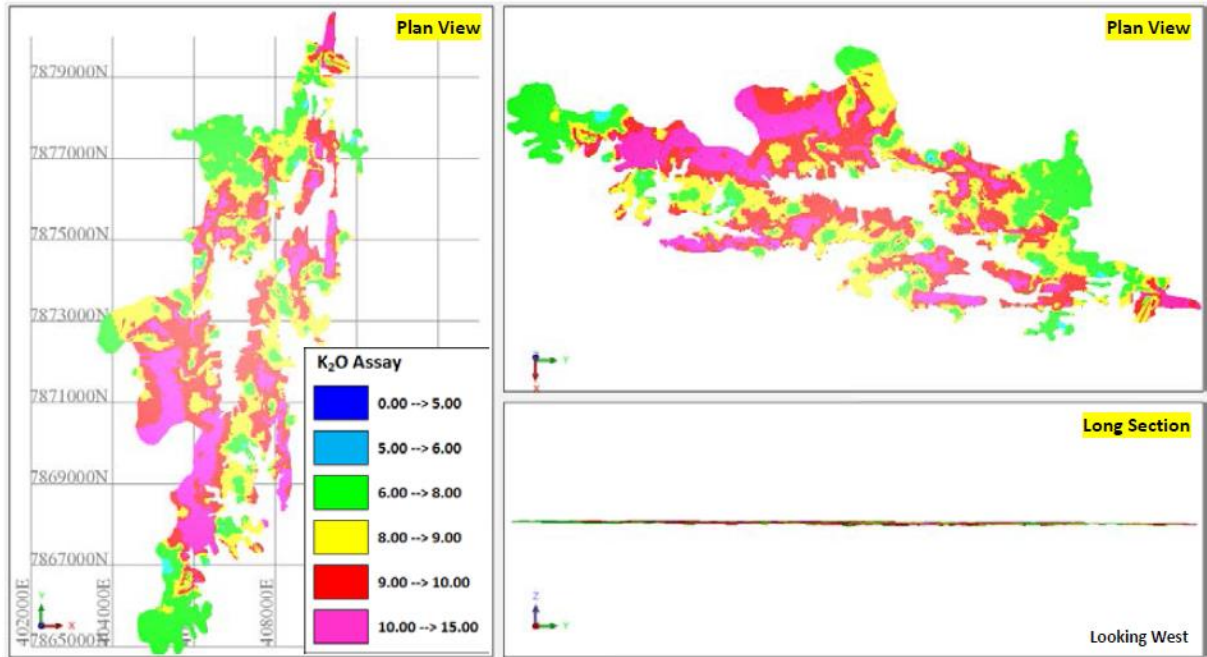 Plan View
7879000N
7877000N
7875000N
7873000N
7871000N
7869000N
7867000N
7865000N
402000E
404000E
408000E
Y
X
K₂O Assay
0.00 --> 5.00
5.00 --> 6.00
6.00 --> 8.00
8.00 --> 9.00
9.00 --> 10.00
10.00 --> 15.00
Plan View
Y
X
Long Section
Z
Y
Looking West